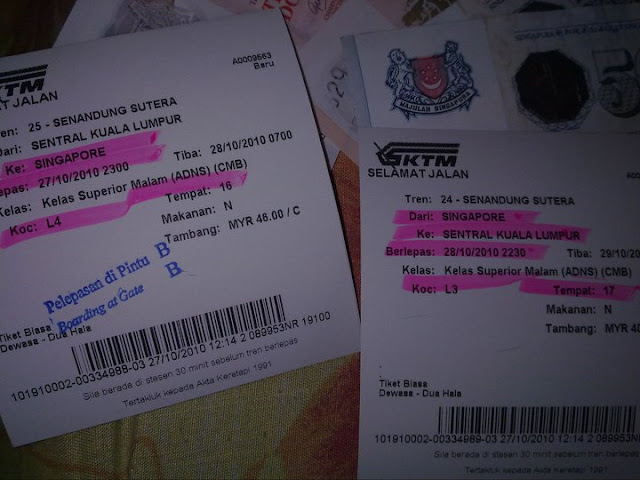 A0009563
Baru
KTM
AT JALAN
Tren: 25 - SENANDUNG SUTERA
Dari: SENTRAL KUALA LUMPUR
Ke: SINGAPORE
epas: 27/10/2010 2300 Tiba: 28/10/2010 0700
Kelas: Kelas Superior Malam (ADNS) (CMB)
Koc: L4 Tempat: 16
Makanan: N
Tambang: MYR 46.00 / C
Pelepasan di Pintu B
Boarding at Gate B
Tiket Biasa
Dewasa - Dua Hala
101910002-00334988-03 27/10/2010 12:14 2 089953NR 19100
Sila berada di stesen 30 minit sebelum tren berlepas
Tertakluk kepada Akta Keretapi 1991
MAJULAH SINGAPURA
KTM
SELAMAT JALAN
Tren: 24 - SENANDUNG SUTERA
Dari: SINGAPORE
Ke: SENTRAL KUALA LUMPUR
Berlepas: 28/10/2010 2230 Tiba: 29/10/20
Kelas: Kelas Superior Malam (ADNS) (CMB)
Koc: L3 Tempat: 17
Makanan: N
Tambang: MYR 40
Tiket Biasa
Dewasa - Dua Hala
101910002-00334989-03 27/10/2010 12:14 2 089953N
Sila berada di stesen 30 minit sebelum tren berlepas
Tertakluk kepada Akta Keretapi 1991